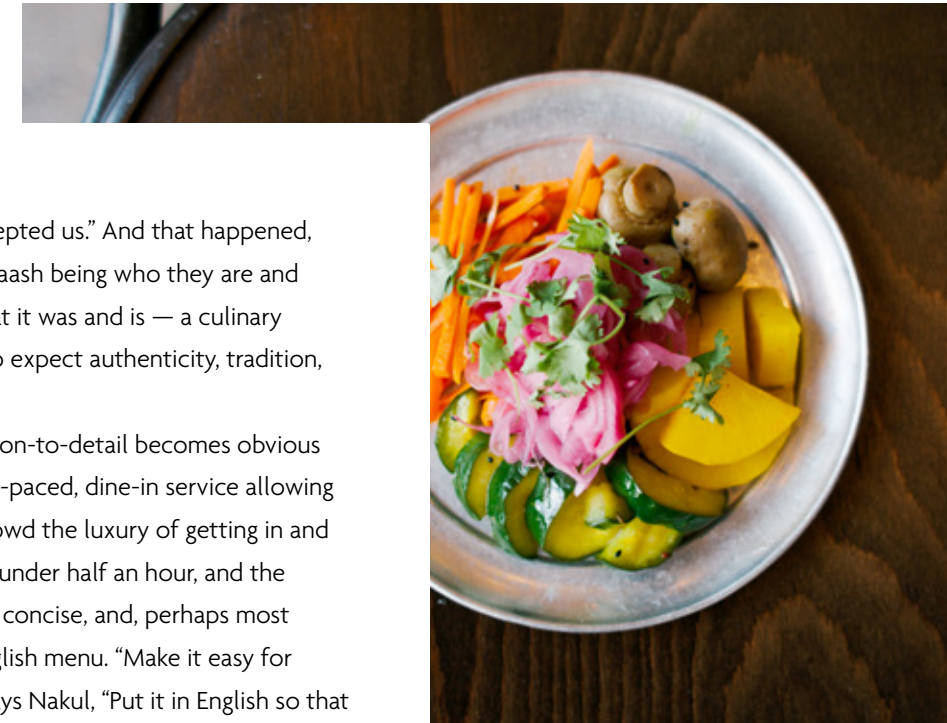 epted us.” And that happened,
aash being who they are and
t it was and is — a culinary
o expect authenticity, tradition,
on-to-detail becomes obvious
-paced, dine-in service allowing
owd the luxury of getting in and
under half an hour, and the
concise, and, perhaps most
glish menu. “Make it easy for
ys Nakul, “Put it in English so that